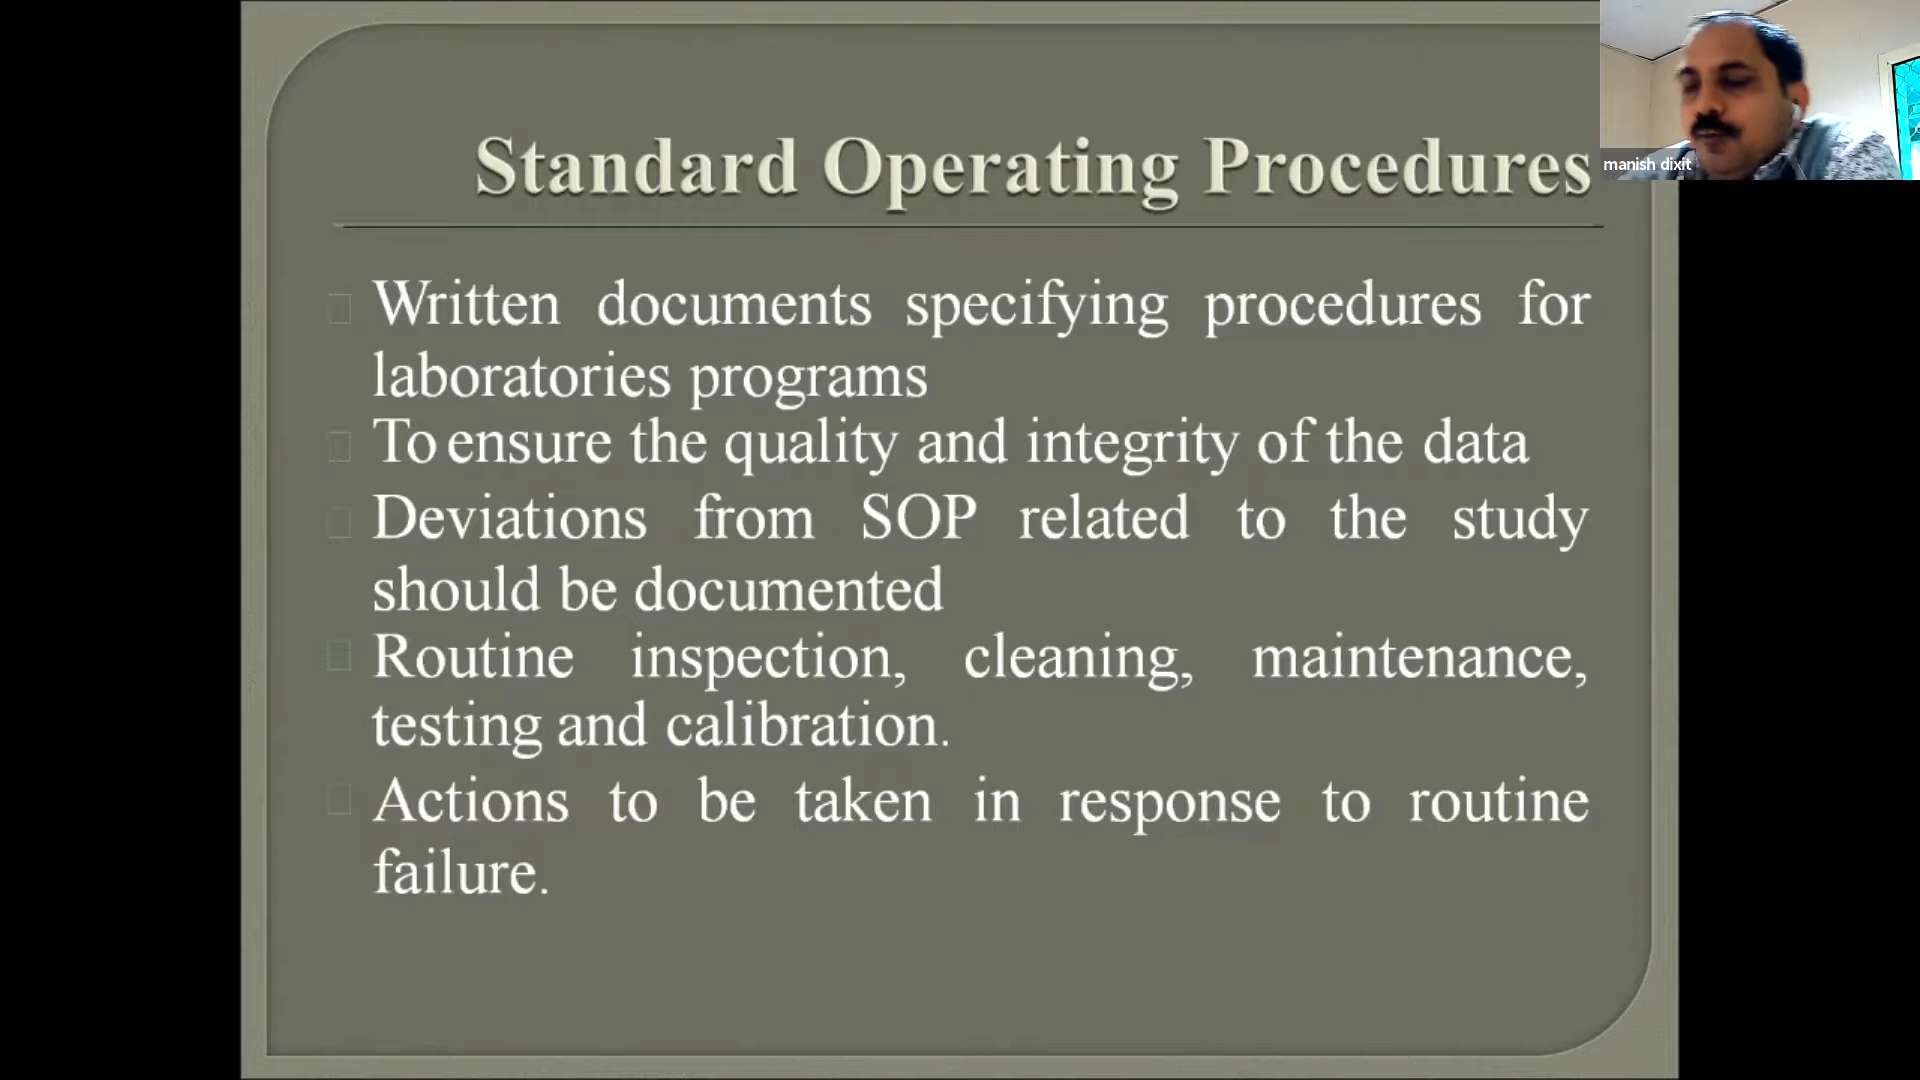 Standard Operating Procedures
manish dixit
Written documents specifying procedures for
laboratories programs
To ensure the quality and integrity of the data
Deviations from SOP related to the study
should be documented
Routine inspection, cleaning, maintenance,
testing and calibration.
Actions to be taken in response to routine
failure.